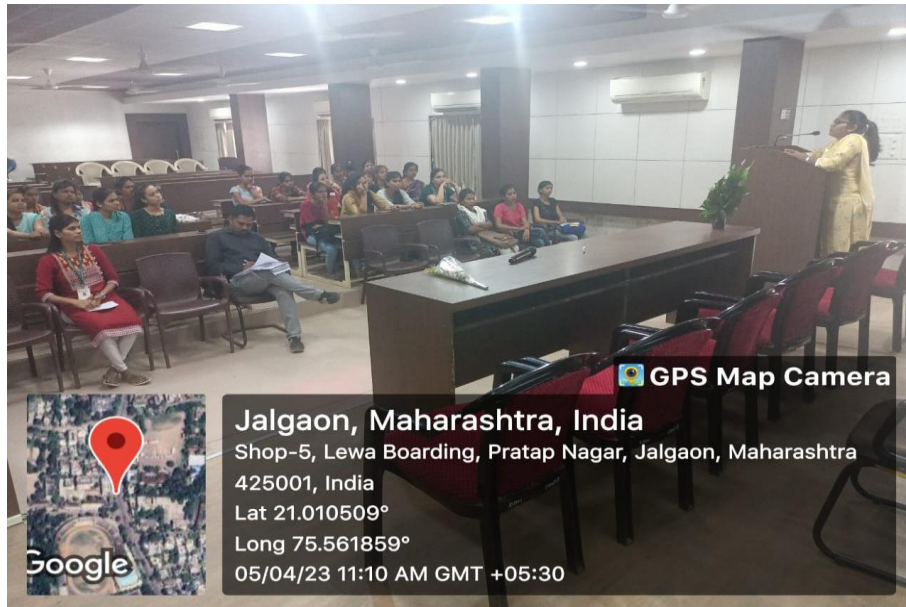 GPS Map Camera
Jalgaon, Maharashtra, India
Shop-5, Lewa Boarding, Pratap Nagar, Jalgaon, Maharashtra
425001, India
Lat 21.010509°
Long 75.561859°
05/04/23 11:10 AM GMT +05:30
Google